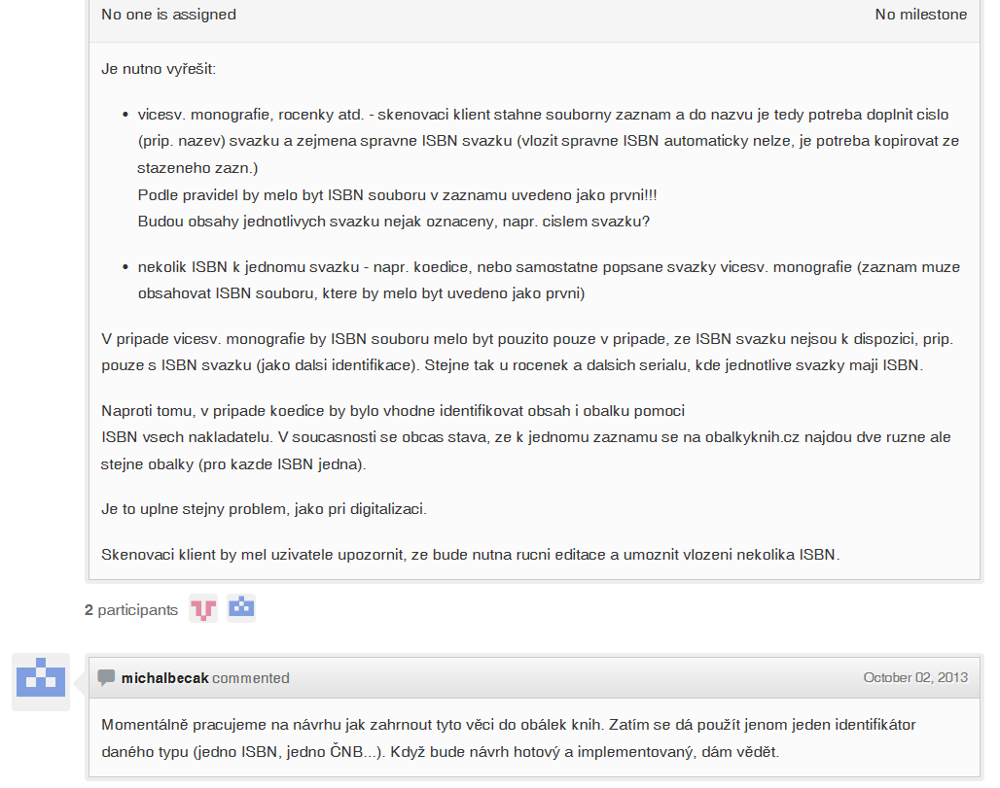 No one is assigned
No milestone
Je nutno vyřešit:
• vicesv. monografie, rocenky atd. - skenovaci klient stahne souborny zaznam a do nazvu je tedy potreba doplnit cislo
(prip. nazev) svazku a zejmena spravne ISBN svazku (vlozit spravne ISBN automaticky nelze, je potreba kopirovat ze
stazeneho zazn.)
Podle pravidel by melo byt ISBN souboru v zaznamu uvedeno jako prvni!!!
Budou obsahy jednotlivych svazku nejak oznaceny, napr. cislem svazku?
• nekolik ISBN k jednomu svazku - napr. koedice, nebo samostatne popsane svazky vicesv. monografie (zaznam muze
obsahovat ISBN souboru, ktere by melo byt uvedeno jako prvni)
V pripade vicesv. monografie by ISBN souboru melo byt pouzito pouze v pripade, ze ISBN svazku nejsou k dispozici, prip.
pouze s ISBN svazku (jako dalsi identifikace). Stejne tak u rocenek a dalsich serialu, kde jednotlive svazky maji ISBN.
Naproti tomu, v pripade koedice by bylo vhodne identifikovat obsah i obalku pomoci
ISBN vsech nakladatelu. V soucasnosti se obcas stava, ze k jednomu zaznamu se na obalkyknih.cz najdou dve ruzne ale
stejne obalky (pro kazde ISBN jedna).
Je to uplne stejny problem, jako pri digitalizaci.
Skenovaci klient by mel uzivatele upozornit, ze bude nutna rucni editace a umoznit vlozeni nekolika ISBN.
2 participants
michalbecak commented
October 02, 2013
Momentálně pracujeme na návrhu jak zahrnout tyto věci do obálek knih. Zatím se dá použít jenom jeden identifikátor
daného typu (jedno ISBN, jedno ČNB...). Když bude návrh hotový a implementovaný, dám vědět.